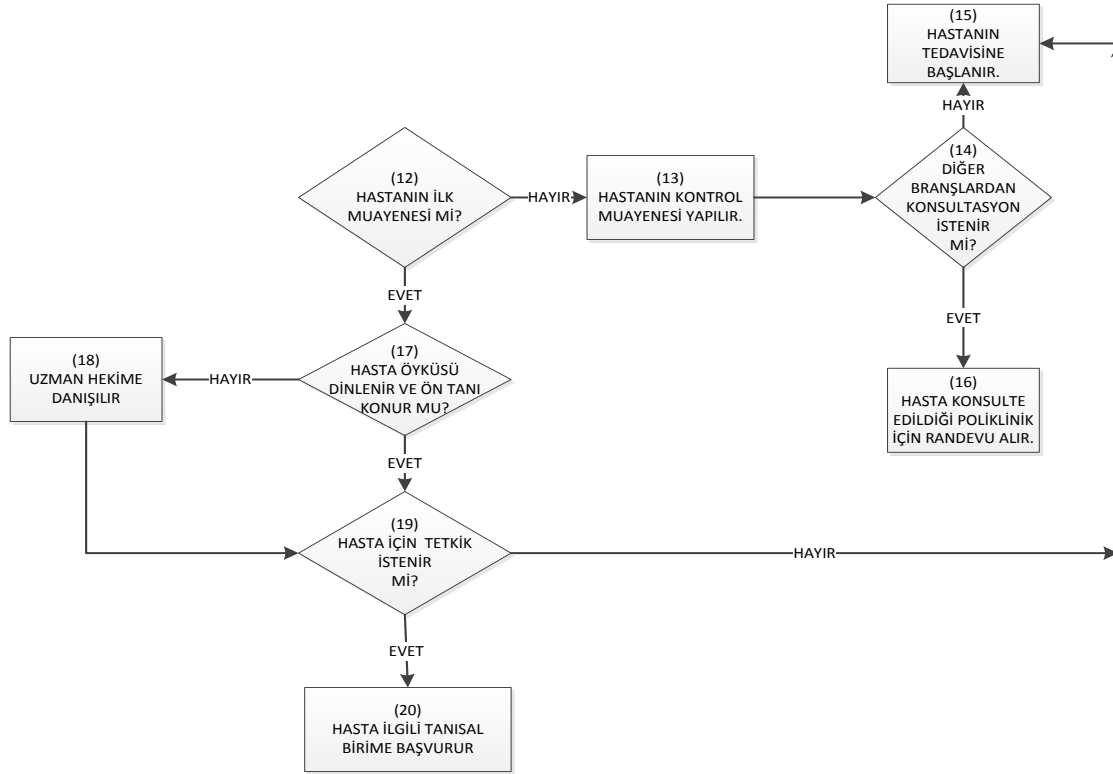 (15)
HASTANIN
TEDAVİSİNE
BAŞLANIR.
HAYIR
(12)
HASTANIN İLK
MUAYENESİ Mİ?
HAYIR
(13)
HASTANIN KONTROL
MUAYENESİ YAPILIR.
(14)
DİĞER
BRANŞLARDAN
KONSULTASYON
İSTENİR
Mİ?
EVET
EVET
(18)
UZMAN HEKİME
DANIŞILIR
HAYIR
(17)
HASTA ÖYKÜSÜ
DİNLENİR VE ÖN TANI
KONUR MU?
(16)
HASTA KONSULTE
EDİLDİĞİ POLİKLİNİK
İÇİN RANDEVU ALIR.
EVET
(19)
HASTA İÇİN TETKİK
İSTENİR
Mİ?
HAYIR
EVET
(20)
HASTA İLGİLİ TANISAL
BİRİME BAŞVURUR